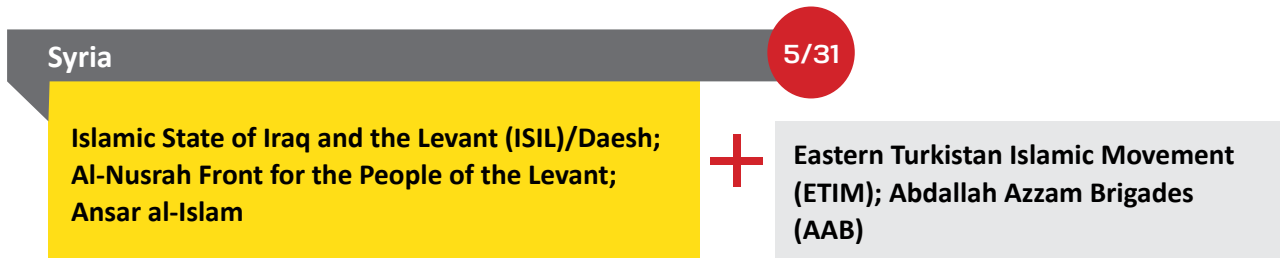 Syria
5/31
Islamic State of Iraq and the Levant (ISIL)/Daesh;
Al-Nusrah Front for the People of the Levant;
Ansar al-Islam
Eastern Turkistan Islamic Movement
(ETIM); Abdallah Azzam Brigades
(AAB)